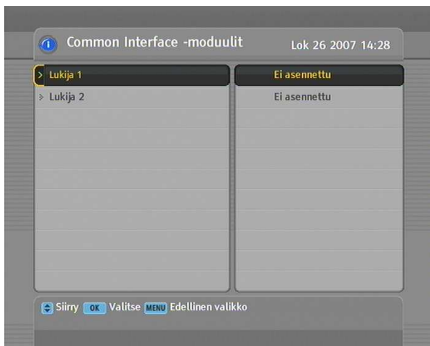 Common Interface -moduulit Lok 26 2007 14:28
Lukija 1 Ei asennettu
Lukija 2 Ei asennettu
Siirry OK Valitse MENU Edellinen valikko